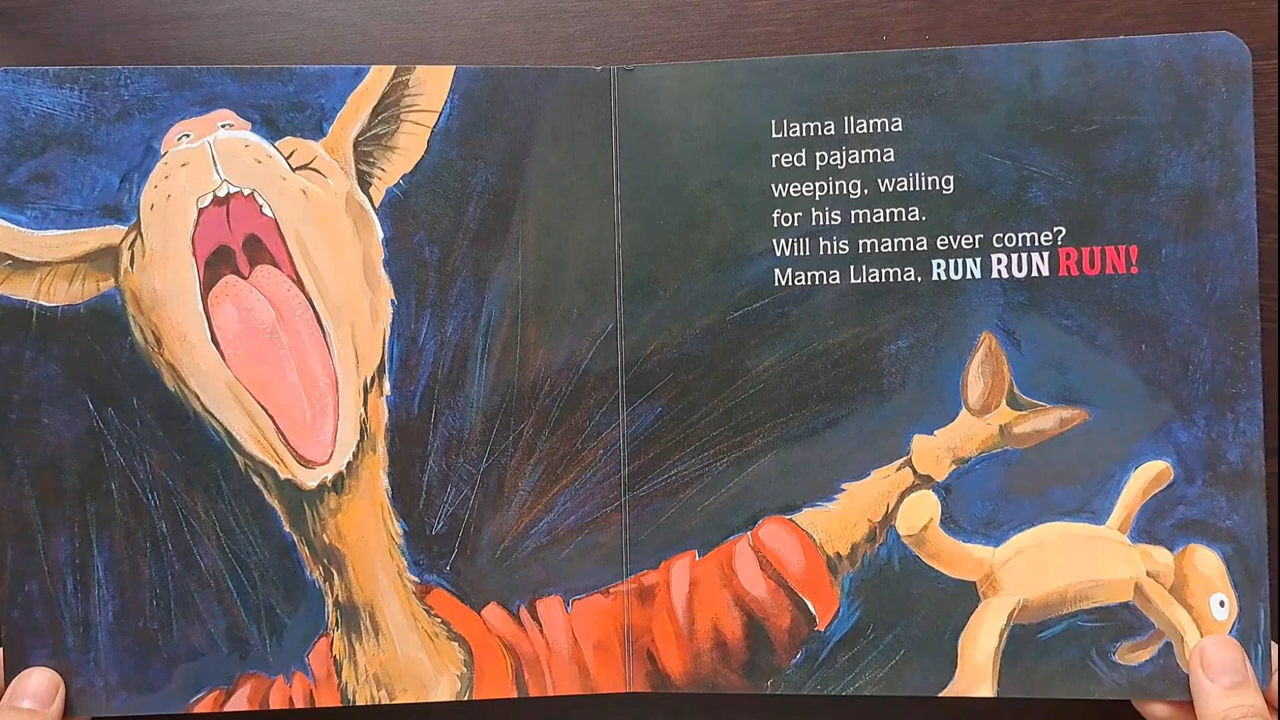 Llama llama
red pajama
weeping, wailing
for his mama.
Will his mama ever come?
Mama Llama, RUN RUN RUN!